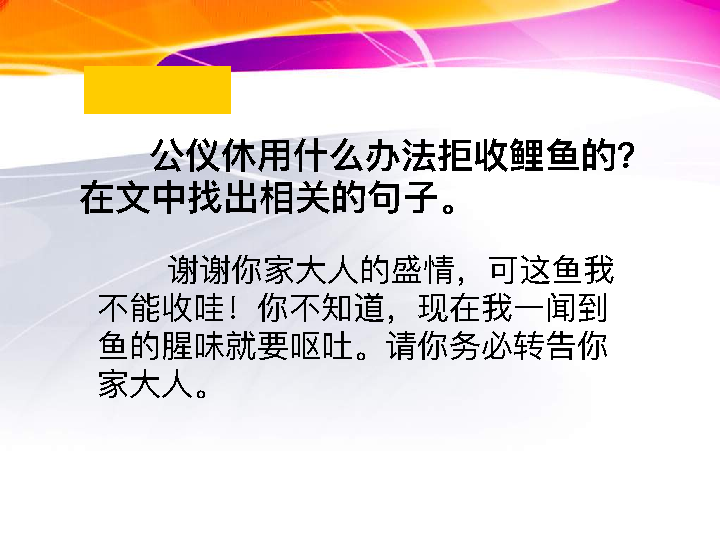 公仪休用什么办法拒收鲤鱼的?
在文中找出相关的句子。
谢谢你家大人的盛情，可这鱼我
不能收哇！你不知道，现在我一闻到
鱼的腥味就要呕吐。请你务必转告你
家大人。